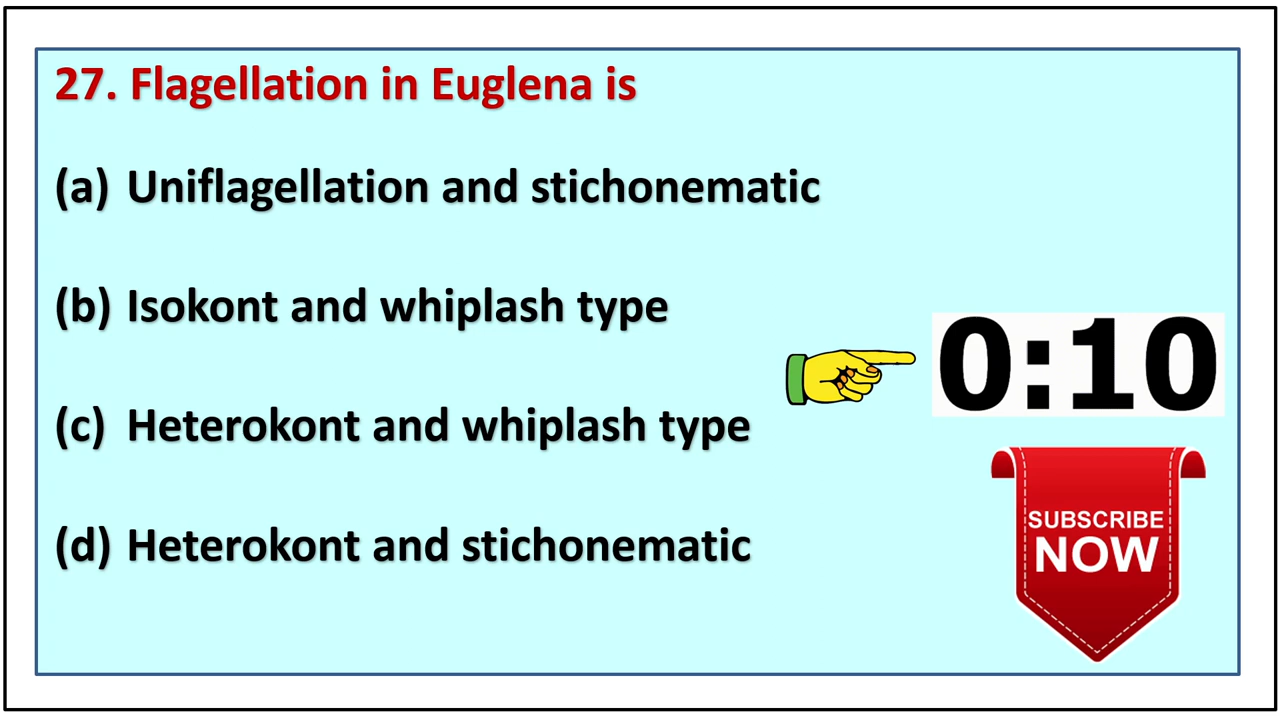 27. Flagellation in Euglena is
(a) Uniflagellation and stichonematic
(b) Isokont and whiplash type
0:10
(c) Heterokont and whiplash type
SUBSCRIBE
NOW
(d) Heterokont and stichonematic